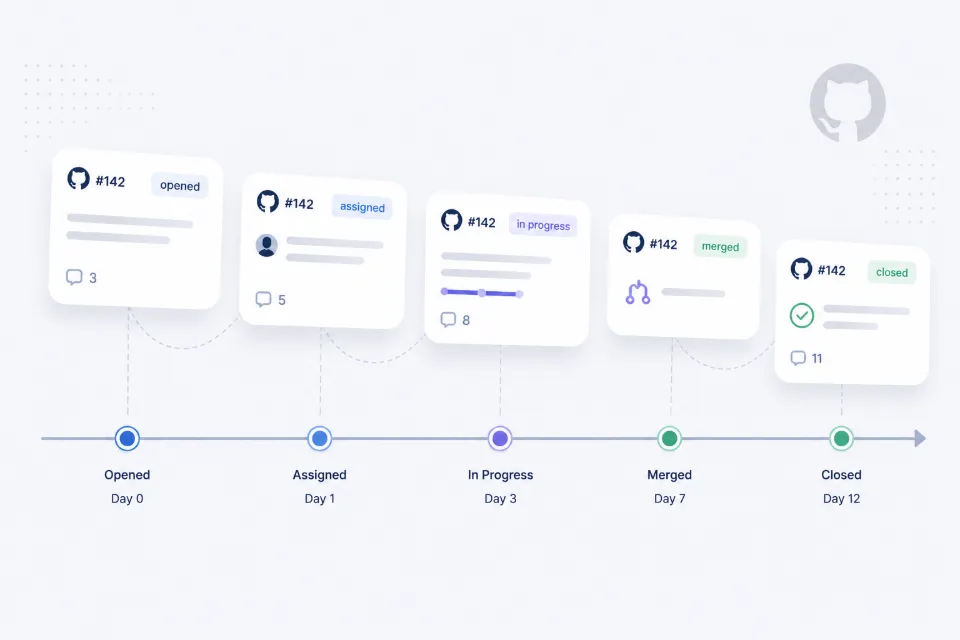 #142 opened
3
#142 assigned
5
#142 in progress
8
#142 merged
#142 closed
11
Opened
Day 0
Assigned
Day 1
In Progress
Day 3
Merged
Day 7
Closed
Day 12